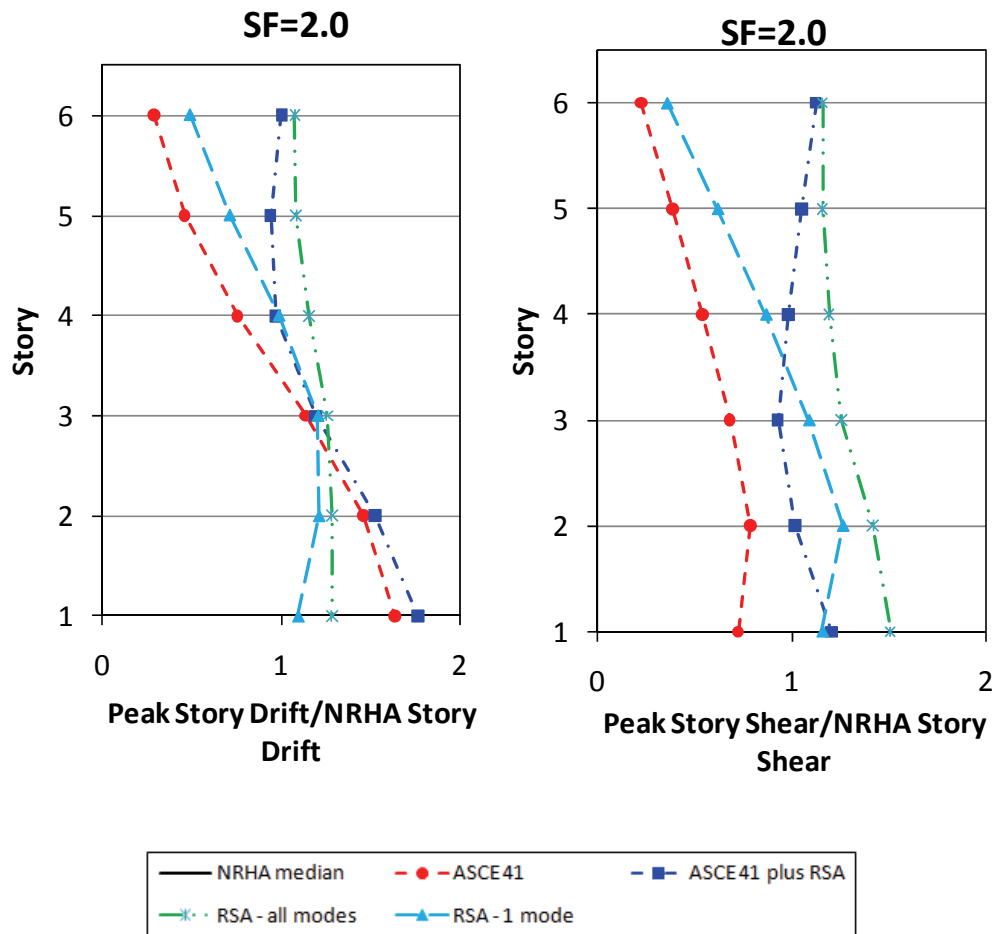 SF=2.0
6
5
4
3
2
1
Story
0 1 2
Peak Story Drift/NRHA Story
Drift
SF=2.0
6
5
4
3
2
1
Story
0 1 2
Peak Story Shear/NRHA Story
Shear
NRHA median ASCE41 ASCE41 plus RSA
RSA - all modes RSA - 1 mode